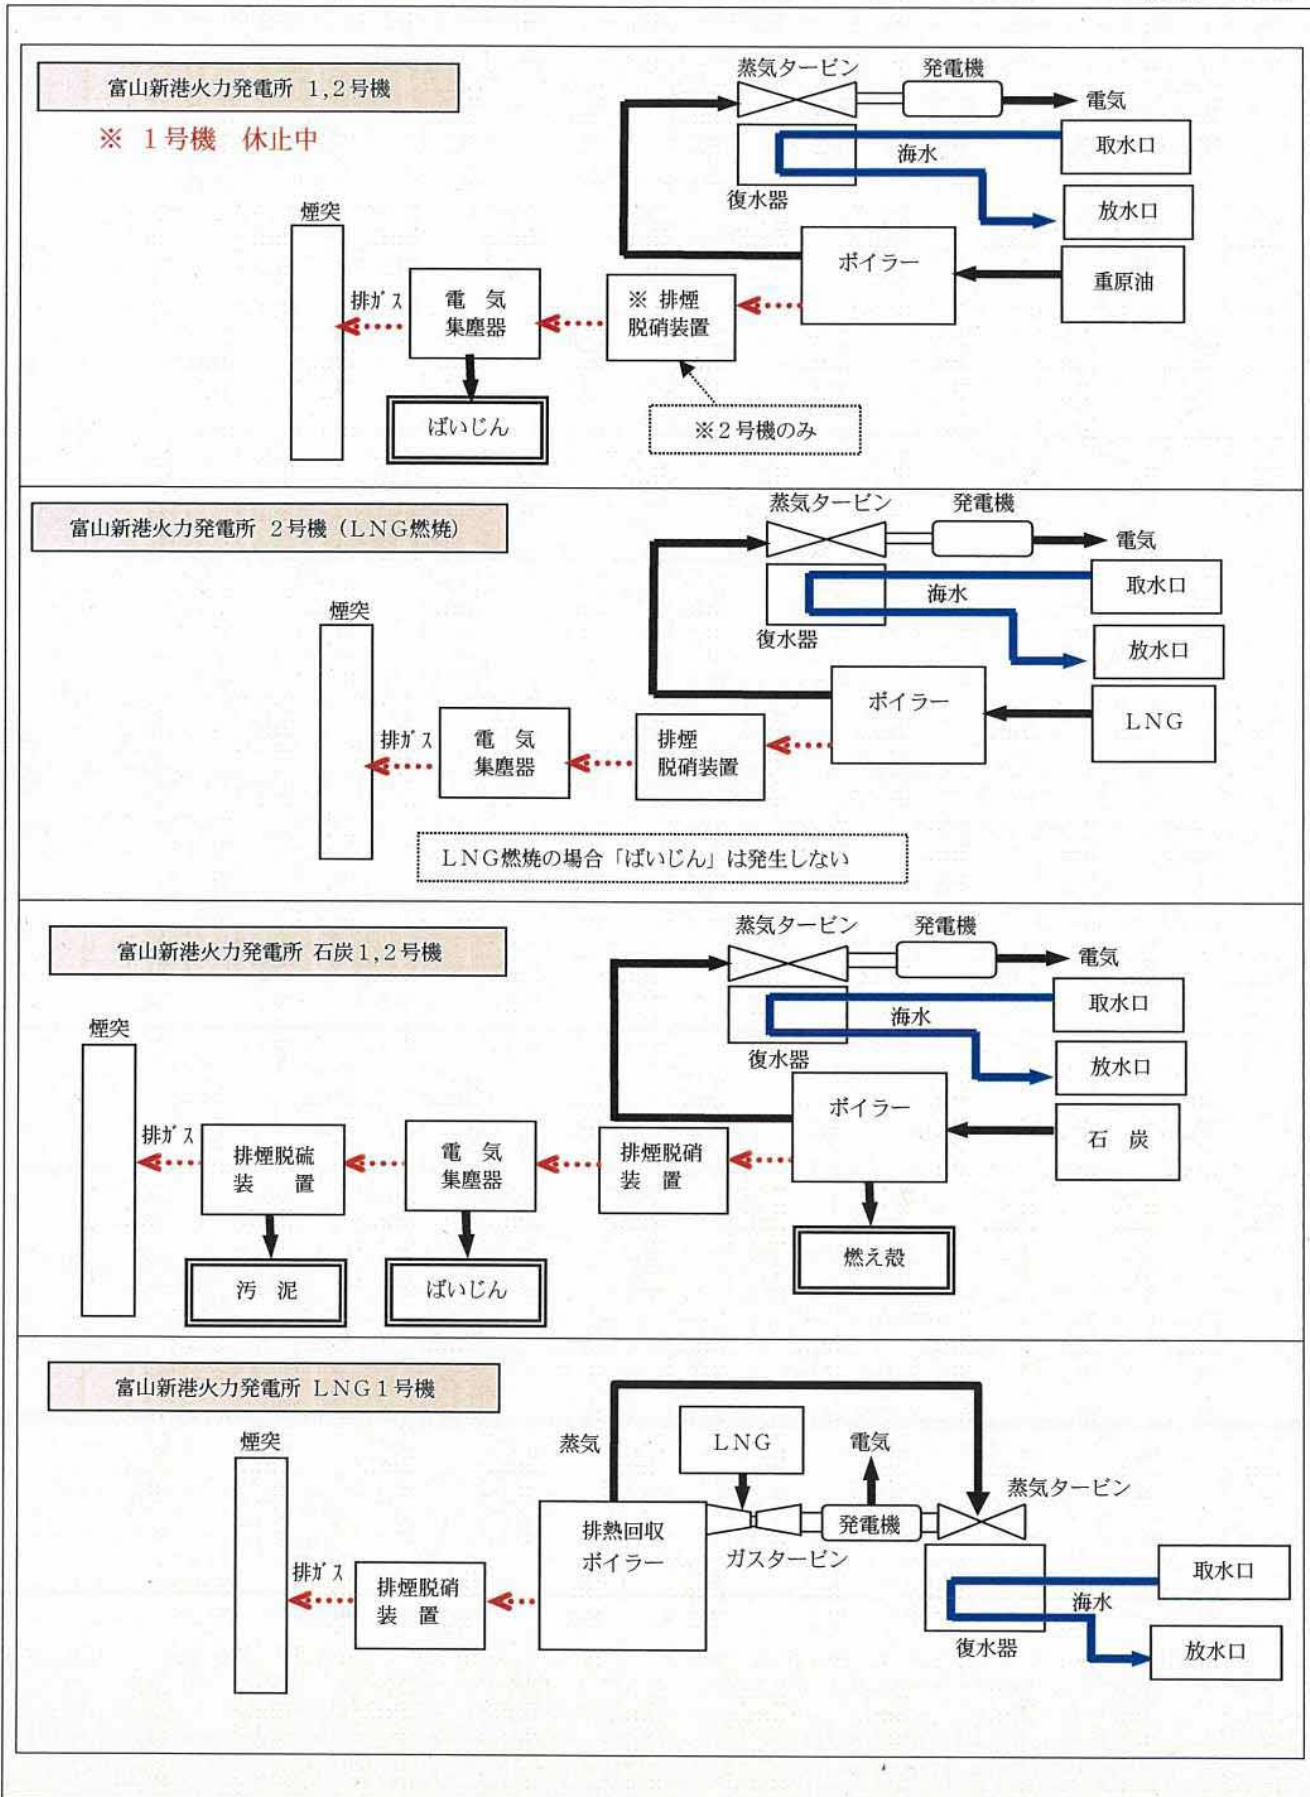 富山新港火力発電所 1,2号機
※ 1号機 休止中
蒸気タービン
発電機
電気
取水口
海水
復水器
放水口
煙突
ボイラー
重原油
排ガス
電 気
集塵器
※ 排煙
脱硝装置
ばいじん
※2号機のみ
富山新港火力発電所 2号機(LNG燃焼)
蒸気タービン
発電機
電気
取水口
海水
復水器
放水口
煙突
ボイラー
LNG
排ガス
電 気
集塵器
排煙
脱硝装置
LNG燃焼の場合「ばいじん」は発生しない
富山新港火力発電所 石炭1,2号機
蒸気タービン
発電機
電気
取水口
海水
復水器
放水口
煙突
ボイラー
石 炭
排ガス
排煙脱硫
装 置
電 気
集塵器
排煙脱硝
装 置
汚 泥
ばいじん
燃え殻
富山新港火力発電所 LNG1号機
煙突
蒸気
LNG
電気
蒸気タービン
排熱回収
ボイラー
ガスタービン
発電機
排ガス
排煙脱硝
装 置
取水口
海水
復水器
放水口